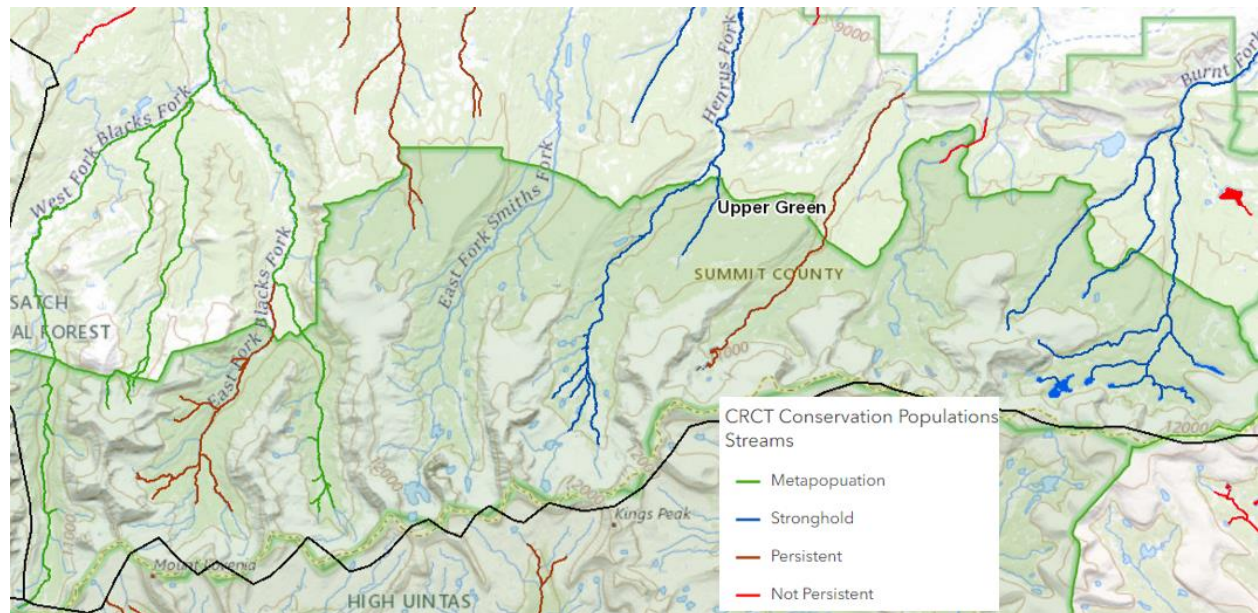 9000
Burnt Fork
Henrys Fork
West Fork Blacks Fork
East Fork Smiths Fork
Upper Green
East Fork Blacks Fork
SUMMIT COUNTY
SATCH
AL FOREST
CRCT Conservation Populations
Streams
Metapopuation
Stronghold
Persistent
Not Persistent
12000
12000
11000
Kings Peak
HIGH UINTAS